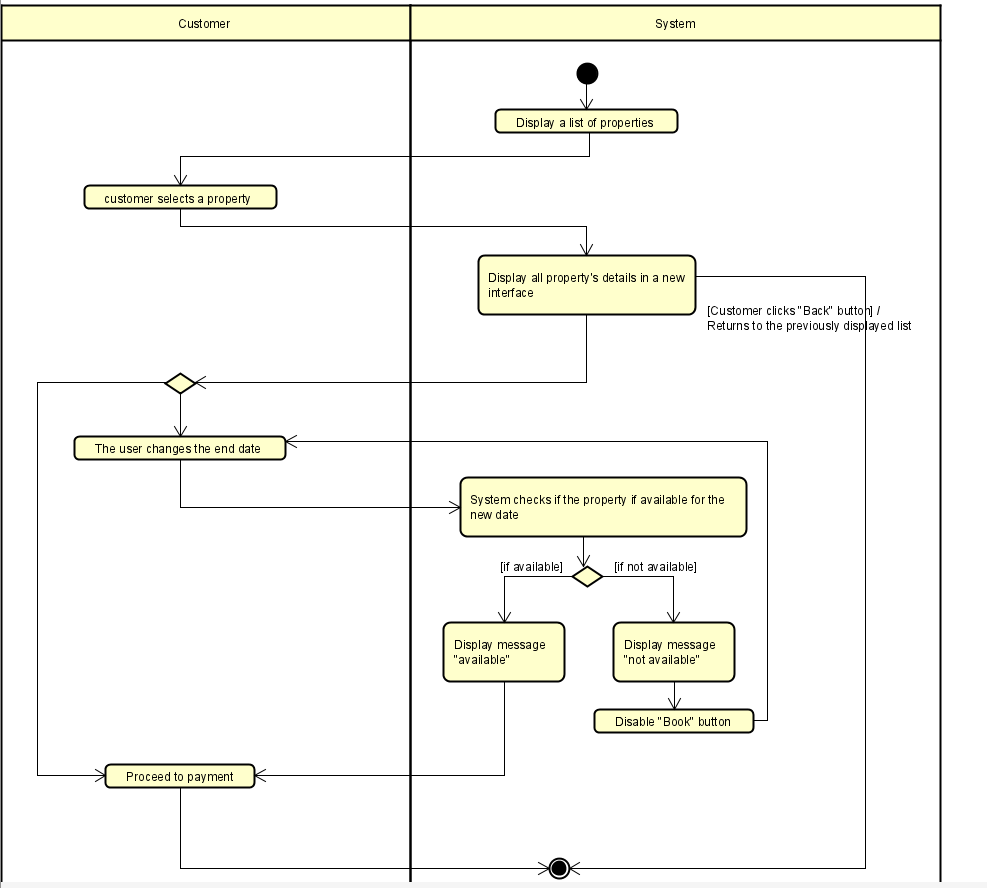 Customer
System
Display a list of properties
customer selects a property
Display all property's details in a new
interface
[Customer clicks "Back" button] /
Returns to the previously displayed list
The user changes the end date
System checks if the property if available for the
new date
[if available]
[if not available]
Display message
"available"
Display message
"not available"
Disable "Book" button
Proceed to payment